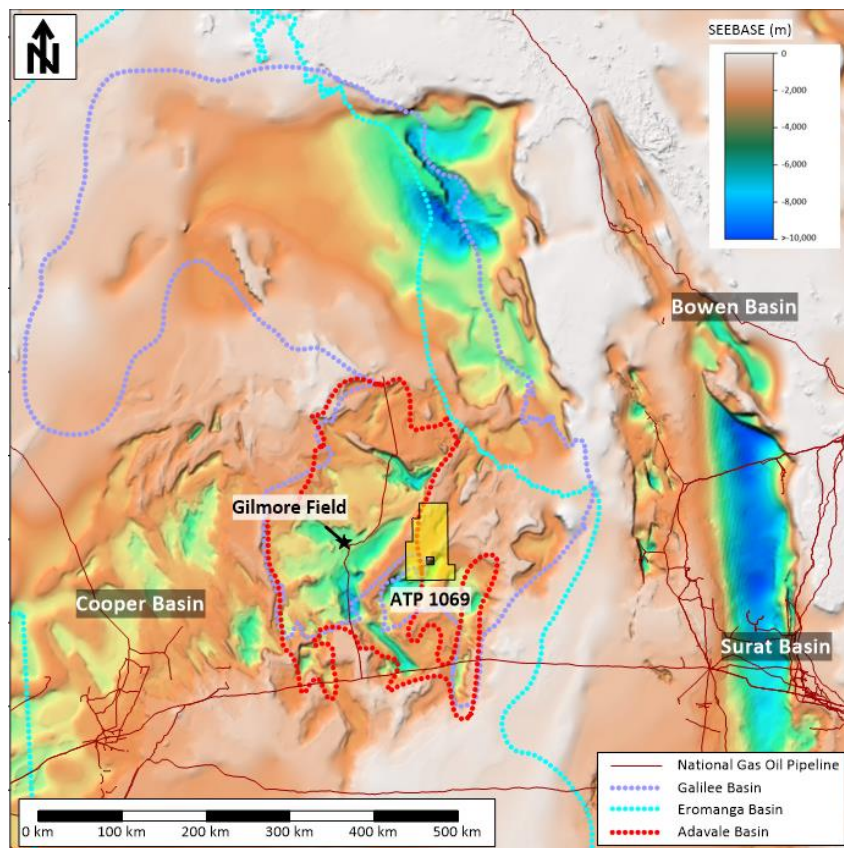 N
SEEBASE (m)
0
-2,000
-4,000
-6,000
-8,000
>-10,000
Bowen Basin
Gilmore Field
Cooper Basin
ATP 1069
Surat Basin
National Gas Oil Pipeline
Galilee Basin
Eromanga Basin
Adavale Basin
0 km 100 km 200 km 300 km 400 km 500 km